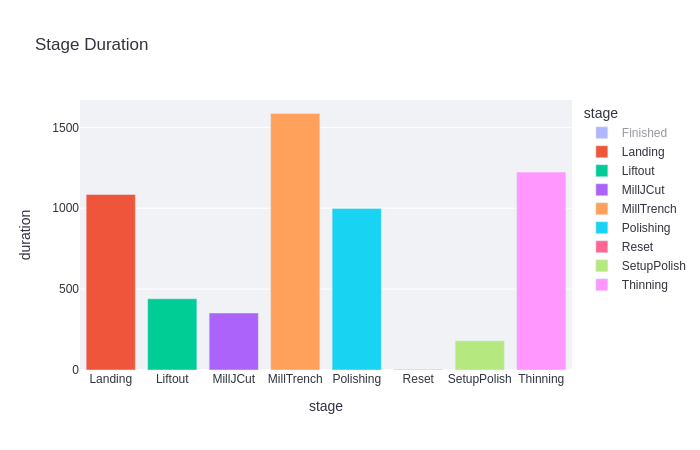 Stage Duration
stage
Finished
Landing
Liftout
MillJCut
MillTrench
Polishing
Reset
SetupPolish
Thinning
duration
1500
1000
500
0
Landing Liftout MillJCut MillTrench Polishing Reset SetupPolish Thinning
stage